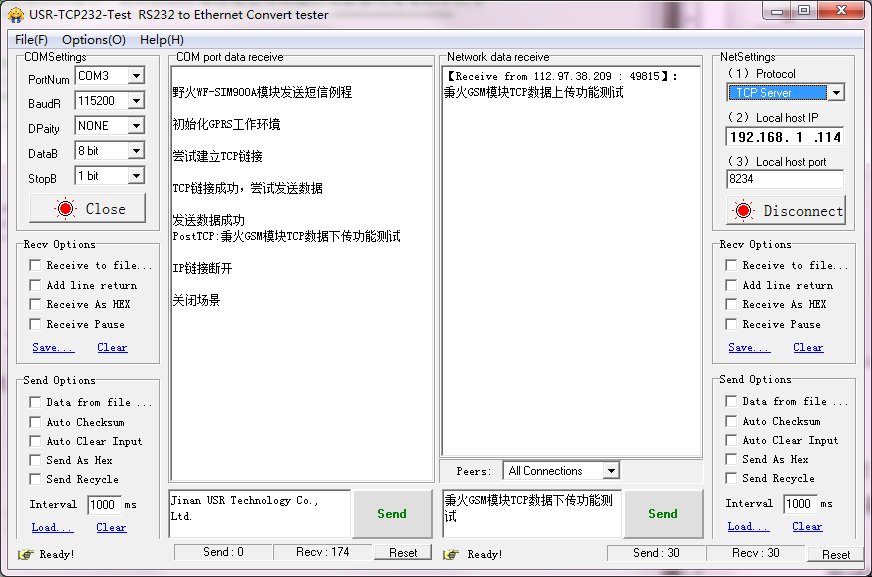 USR-TCP232-Test RS232 to Ethernet Convert tester
File(F) Options(O) Help(H)
COMSettings
PortNum COM3
BaudR 115200
DPaity NONE
DataB 8 bit
StopB 1 bit
Close
Recv Options
Receive to file...
Add line return
Receive As HEX
Receive Pause
Save... Clear
Send Options
Data from file ...
Auto Checksum
Auto Clear Input
Send As Hex
Send Recycle
Interval 1000 ms
Load... Clear
COM port data receive
野火WF-SIM900A模块发送短信例程
初始化GPRS工作环境
尝试建立TCP链接
TCP链接成功，尝试发送数据
发送数据成功
PostTCP:秉火GSM模块TCP数据下传功能测试
IP链接断开
关闭场景
Jinan USR Technology Co.,
Ltd.
Send
Network data receive
【Receive from 112.97.38.209 : 49815】:
秉火GSM模块TCP数据上传功能测试
Peers: All Connections
秉火GSM模块TCP数据下传功能测
试
Send
NetSettings
(1) Protocol
TCP Server
(2) Local host IP
192.168. 1 .114
(3) Local host port
8234
Disconnect
Recv Options
Receive to file...
Add line return
Receive As HEX
Receive Pause
Save... Clear
Send Options
Data from file ...
Auto Checksum
Auto Clear Input
Send As Hex
Send Recycle
Interval 1000 ms
Load... Clear
Ready! Send : 0 Recv : 174 Reset
Ready! Send : 30 Recv : 30 Reset